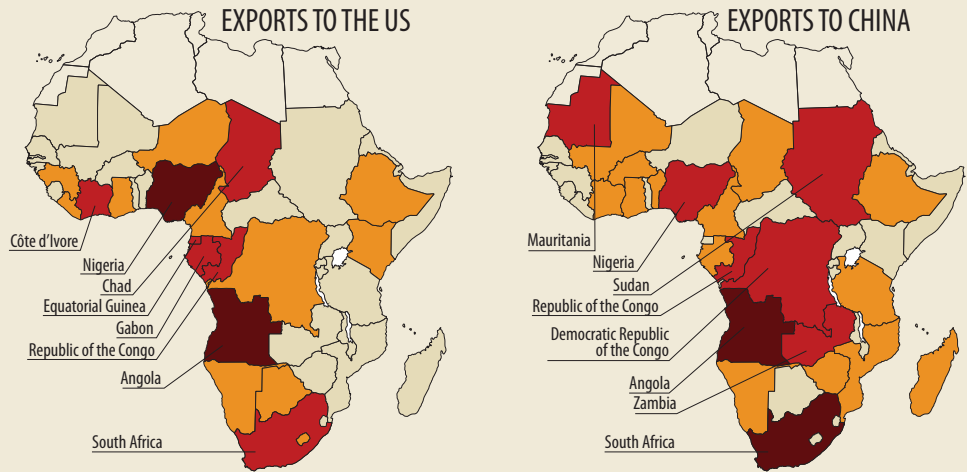 EXPORTS TO THE US
Côte d'Ivore
Nigeria
Chad
Equatorial Guinea
Gabon
Republic of the Congo
Angola
South Africa
EXPORTS TO CHINA
Mauritania
Nigeria
Sudan
Republic of the Congo
Democratic Republic
of the Congo
Angola
Zambia
South Africa